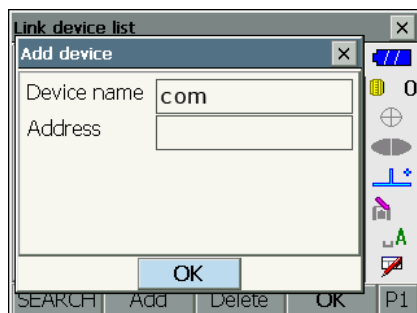 Link device list
Add device
Device name com
Address
0
A
OK
SEARCH Add Delete OK P1